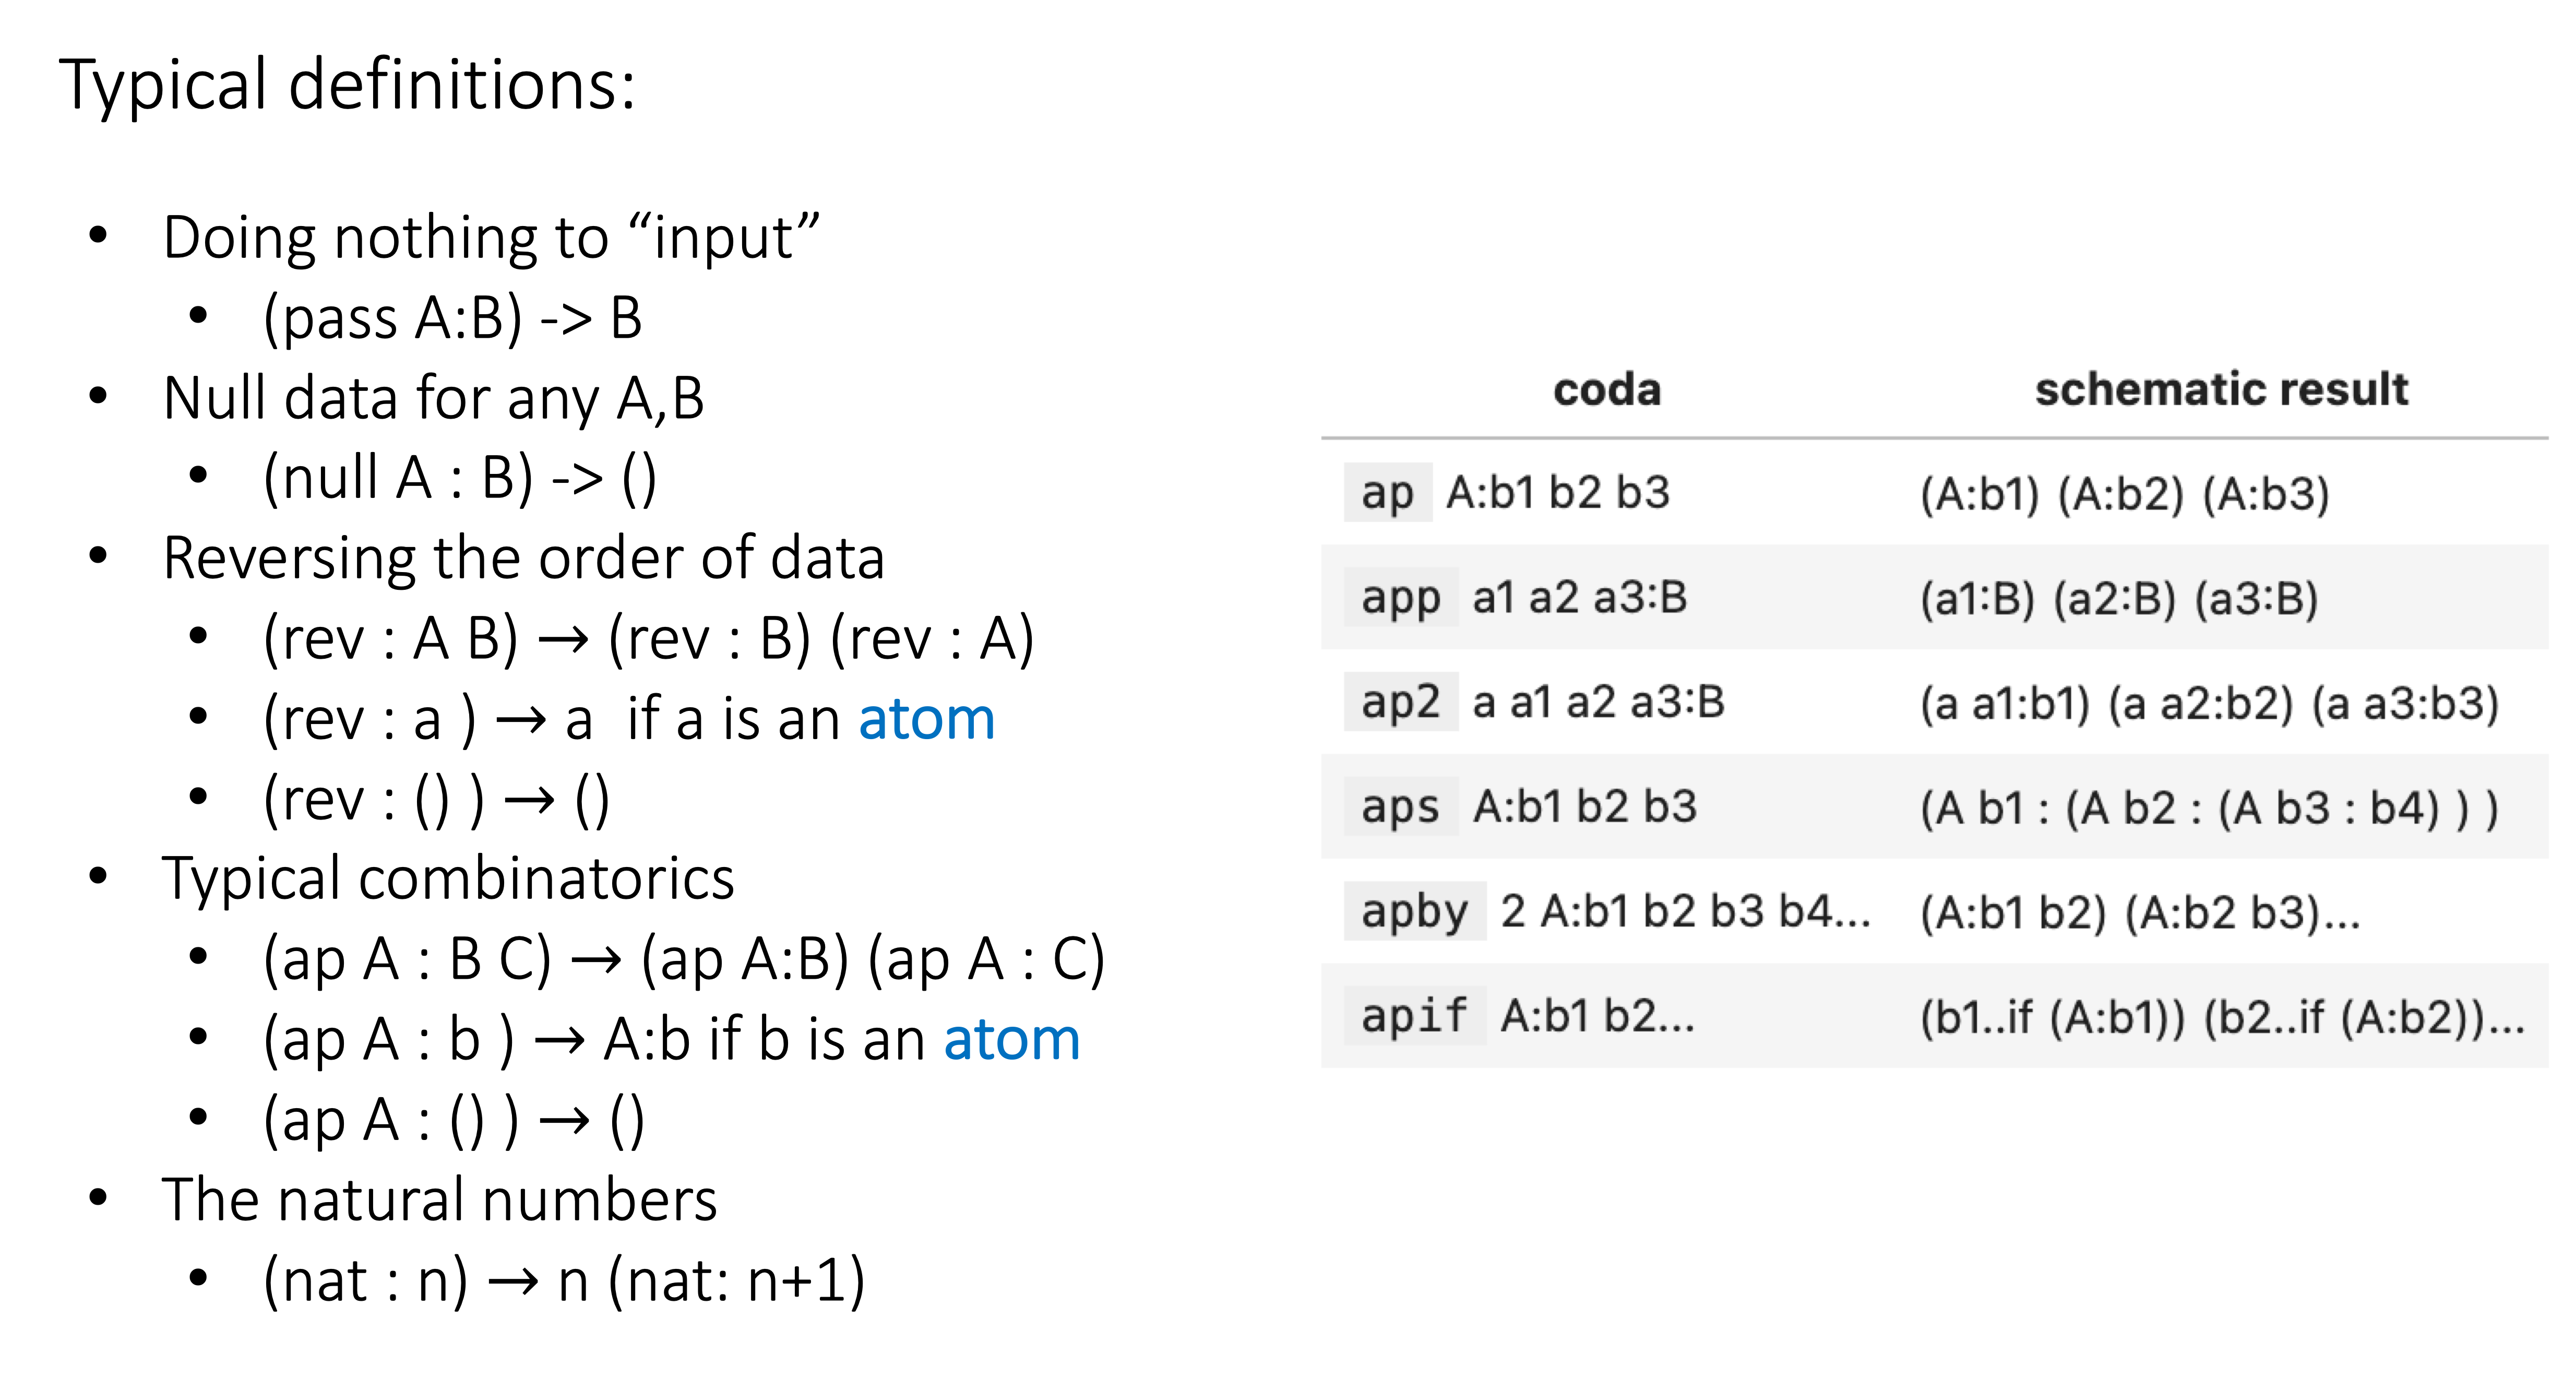 Typical definitions:
• Doing nothing to “input”
• (pass A:B) -> B
• Null data for any A,B
• (null A : B) -> ()
• Reversing the order of data
• (rev : A B) → (rev : B) (rev : A)
• (rev : a ) → a if a is an atom
• (rev : () ) → ()
• Typical combinatorics
• (ap A : B C) → (ap A:B) (ap A : C)
• (ap A : b ) → A:b if b is an atom
• (ap A : () ) → ()
• The natural numbers
• (nat : n) → n (nat: n+1)
coda schematic result
ap A:b1 b2 b3 (A:b1) (A:b2) (A:b3)
app a1 a2 a3:B (a1:B) (a2:B) (a3:B)
ap2 a a1 a2 a3:B (a a1:b1) (a a2:b2) (a a3:b3)
aps A:b1 b2 b3 (A b1 : (A b2 : (A b3 : b4) ) )
apby 2 A:b1 b2 b3 b4... (A:b1 b2) (A:b2 b3)...
apif A:b1 b2... (b1..if (A:b1)) (b2..if (A:b2))...